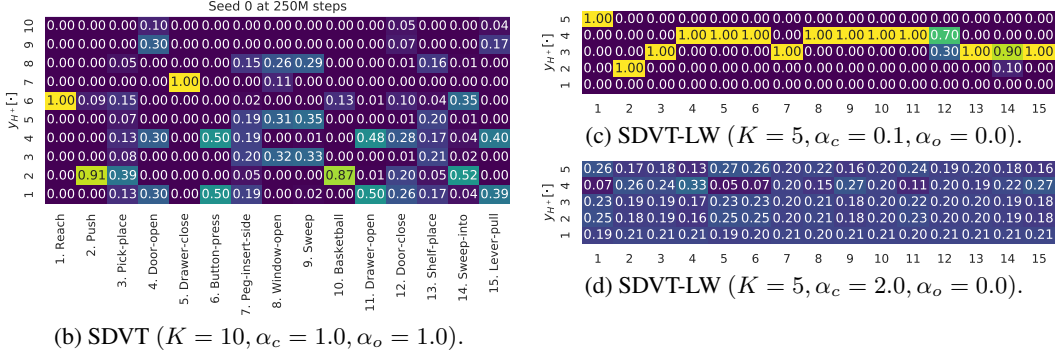 Seed 0 at 250M steps
y_{H^+}[·]
10 0.00 0.00 0.00 0.10 0.00 0.00 0.00 0.00 0.00 0.00 0.00 0.05 0.00 0.00 0.04
9 0.00 0.00 0.00 0.30 0.00 0.00 0.00 0.00 0.00 0.00 0.00 0.07 0.00 0.00 0.17
8 0.00 0.00 0.05 0.00 0.00 0.00 0.15 0.26 0.29 0.00 0.00 0.03 0.16 0.01 0.00
7 0.00 0.00 0.00 0.00 1.00 0.00 0.00 0.11 0.00 0.00 0.00 0.00 0.00 0.00 0.00
6 1.00 0.09 0.15 0.00 0.00 0.00 0.02 0.00 0.00 0.13 0.01 0.10 0.04 0.35 0.00
5 0.00 0.00 0.07 0.00 0.00 0.00 0.19 0.31 0.35 0.00 0.00 0.01 0.20 0.01 0.00
4 0.00 0.00 0.13 0.30 0.00 0.50 0.19 0.00 0.01 0.00 0.48 0.28 0.17 0.04 0.40
3 0.00 0.00 0.08 0.00 0.00 0.00 0.20 0.32 0.33 0.00 0.00 0.01 0.21 0.02 0.00
2 0.00 0.91 0.39 0.00 0.00 0.00 0.05 0.00 0.00 0.87 0.01 0.20 0.05 0.52 0.00
1 0.00 0.00 0.13 0.30 0.00 0.50 0.19 0.00 0.02 0.00 0.50 0.26 0.17 0.04 0.39
1. Reach
2. Push
3. Pick-place
4. Door-open
5. Drawer-close
6. Button-press
7. Peg-insert-side
8. Window-open
9. Sweep
10. Basketball
11. Drawer-open
12. Door-close
13. Shelf-place
14. Sweep-into
15. Lever-pull
(b) SDVT (K = 10, α_c = 1.0, α_o = 1.0).
y_{H^+}[·]
5 1.00 0.00 0.00 0.00 0.00 0.00 0.00 0.00 0.00 0.00 0.00 0.00 0.00 0.00 0.00
4 0.00 0.00 0.00 1.00 1.00 1.00 0.00 1.00 1.00 1.00 1.00 0.70 0.00 0.00 0.00
3 0.00 0.00 1.00 0.00 0.00 0.00 1.00 0.00 0.00 0.00 0.00 0.30 1.00 0.90 1.00
2 0.00 1.00 0.00 0.00 0.00 0.00 0.00 0.00 0.00 0.00 0.00 0.00 0.00 0.10 0.00
1 0.00 0.00 0.00 0.00 0.00 0.00 0.00 0.00 0.00 0.00 0.00 0.00 0.00 0.00 0.00
1 2 3 4 5 6 7 8 9 10 11 12 13 14 15
(c) SDVT-LW (K = 5, α_c = 0.1, α_o = 0.0).
y_{H^+}[·]
5 0.26 0.17 0.18 0.13 0.27 0.26 0.20 0.22 0.16 0.20 0.24 0.19 0.20 0.18 0.16
4 0.07 0.26 0.24 0.33 0.05 0.07 0.20 0.15 0.27 0.20 0.11 0.20 0.19 0.22 0.27
3 0.23 0.19 0.19 0.17 0.23 0.23 0.20 0.21 0.18 0.20 0.23 0.20 0.20 0.19 0.18
2 0.25 0.18 0.19 0.16 0.25 0.25 0.20 0.21 0.18 0.20 0.24 0.20 0.20 0.19 0.18
1 0.19 0.21 0.20 0.21 0.19 0.19 0.20 0.20 0.21 0.20 0.20 0.21 0.21 0.21 0.21
1 2 3 4 5 6 7 8 9 10 11 12 13 14 15
(d) SDVT-LW (K = 5, α_c = 2.0, α_o = 0.0).